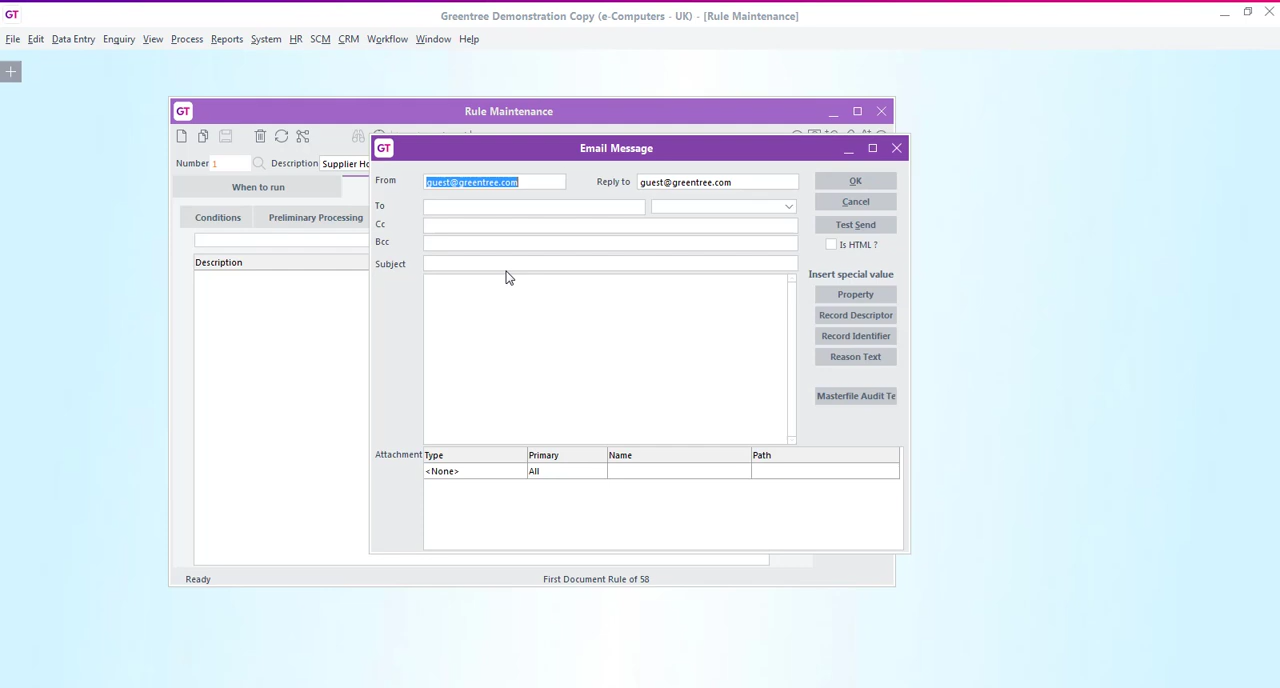 GT Greentree Demonstration Copy (e-Computers - UK) - [Rule Maintenance]
File Edit Data Entry Enquiry View Process Reports System HR SCM CRM Workflow Window Help
+
GT Rule Maintenance
GT Email Message
Number 1 Description Supplier Ho
When to run
Conditions Preliminary Processing
Description
From guest@greentree.com Reply to guest@greentree.com OK
To Cancel
Cc Test Send
Bcc Is HTML ?
Subject
Insert special value
Property
Record Descriptor
Record Identifier
Reason Text
Masterfile Audit Te
Attachment Type Primary Name Path
<None> All
Ready First Document Rule of 58